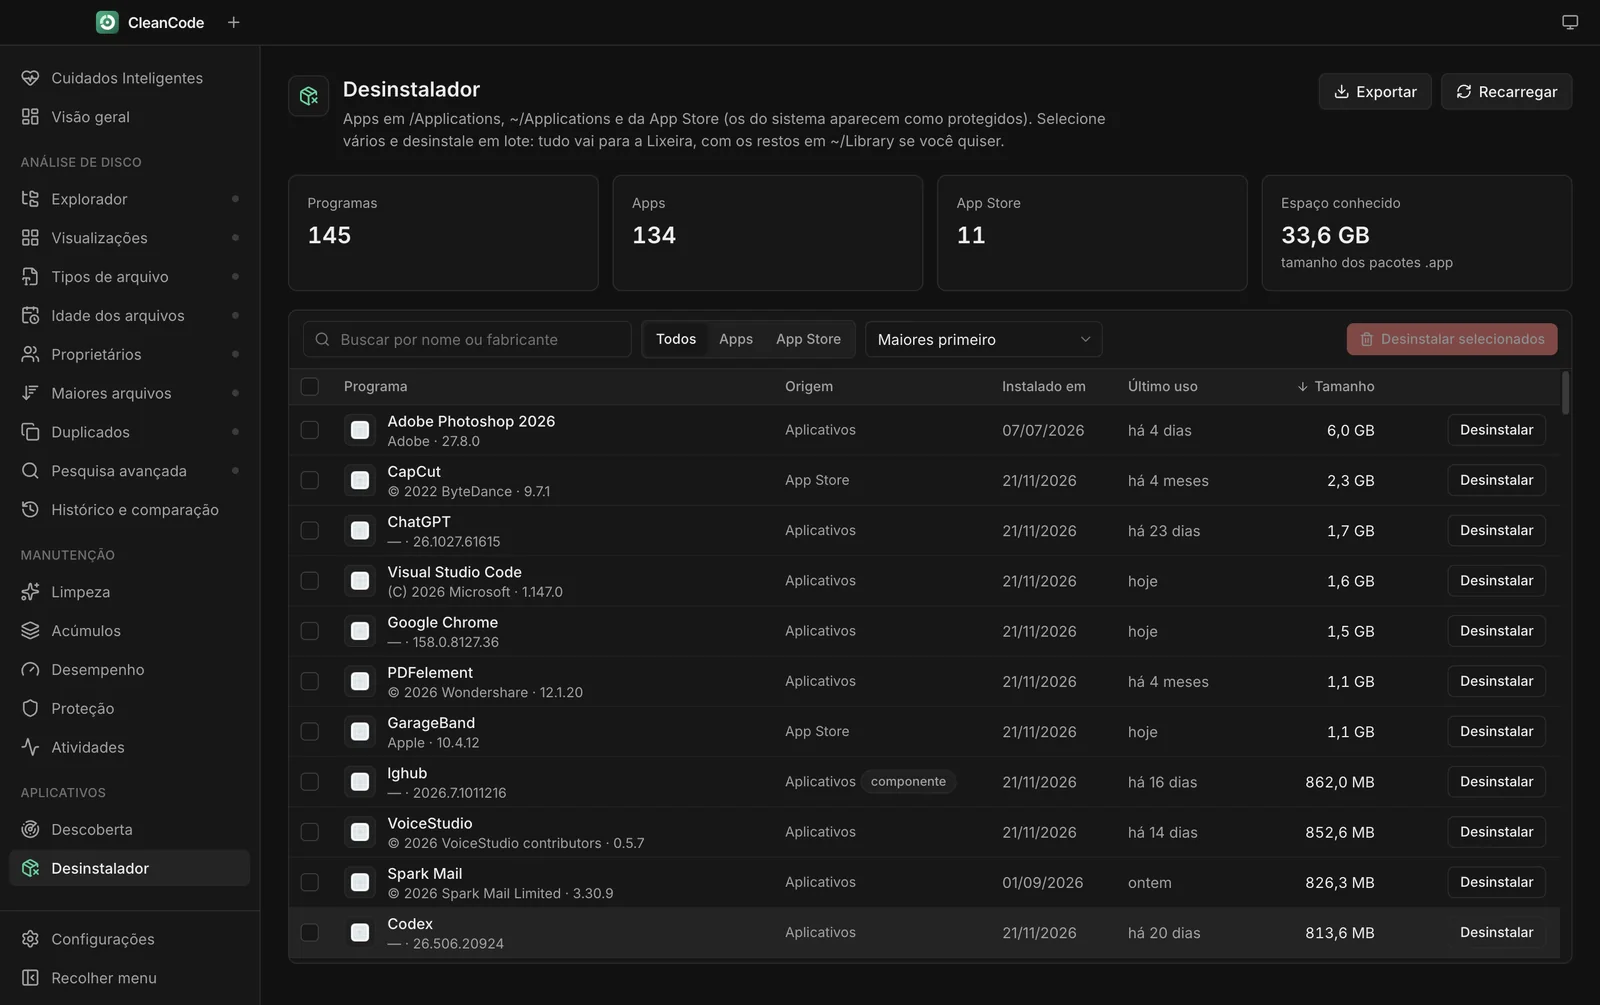 CleanCode
Cuidados Inteligentes
Visão geral
ANÁLISE DE DISCO
Explorador
Visualizações
Tipos de arquivo
Idade dos arquivos
Proprietários
Maiores arquivos
Duplicados
Pesquisa avançada
Histórico e comparação
MANUTENÇÃO
Limpeza
Acúmulos
Desempenho
Proteção
Atividades
APLICATIVOS
Descoberta
Desinstalador
Configurações
Recolher menu
Desinstalador
Apps em /Applications, ~/Applications e da App Store (os do sistema aparecem como protegidos). Selecione
vários e desinstale em lote: tudo vai para a Lixeira, com os restos em ~/Library se você quiser.
Exportar
Recarregar
Programas
145
Apps
134
App Store
11
Espaço conhecido
33,6 GB
tamanho dos pacotes .app
Buscar por nome ou fabricante
Todos Apps App Store
Maiores primeiro
Desinstalar selecionados
Programa Origem Instalado em Último uso ↓ Tamanho
Adobe Photoshop 2026
Adobe · 27.8.0
Aplicativos 07/07/2026 há 4 dias 6,0 GB Desinstalar
CapCut
© 2022 ByteDance · 9.7.1
App Store 21/11/2026 há 4 meses 2,3 GB Desinstalar
ChatGPT
— · 26.1027.61615
Aplicativos 21/11/2026 há 23 dias 1,7 GB Desinstalar
Visual Studio Code
(C) 2026 Microsoft · 1.147.0
Aplicativos 21/11/2026 hoje 1,6 GB Desinstalar
Google Chrome
— · 158.0.8127.36
Aplicativos 21/11/2026 hoje 1,5 GB Desinstalar
PDFelement
© 2026 Wondershare · 12.1.20
Aplicativos 21/11/2026 há 4 meses 1,1 GB Desinstalar
GarageBand
Apple · 10.4.12
App Store 21/11/2026 hoje 1,1 GB Desinstalar
lghub
— · 2026.7.1011216
Aplicativos componente 21/11/2026 há 16 dias 862,0 MB Desinstalar
VoiceStudio
© 2026 VoiceStudio contributors · 0.5.7
Aplicativos 21/11/2026 há 14 dias 852,6 MB Desinstalar
Spark Mail
© 2026 Spark Mail Limited · 3.30.9
Aplicativos 01/09/2026 ontem 826,3 MB Desinstalar
Codex
— · 26.506.20924
Aplicativos 21/11/2026 há 20 dias 813,6 MB Desinstalar